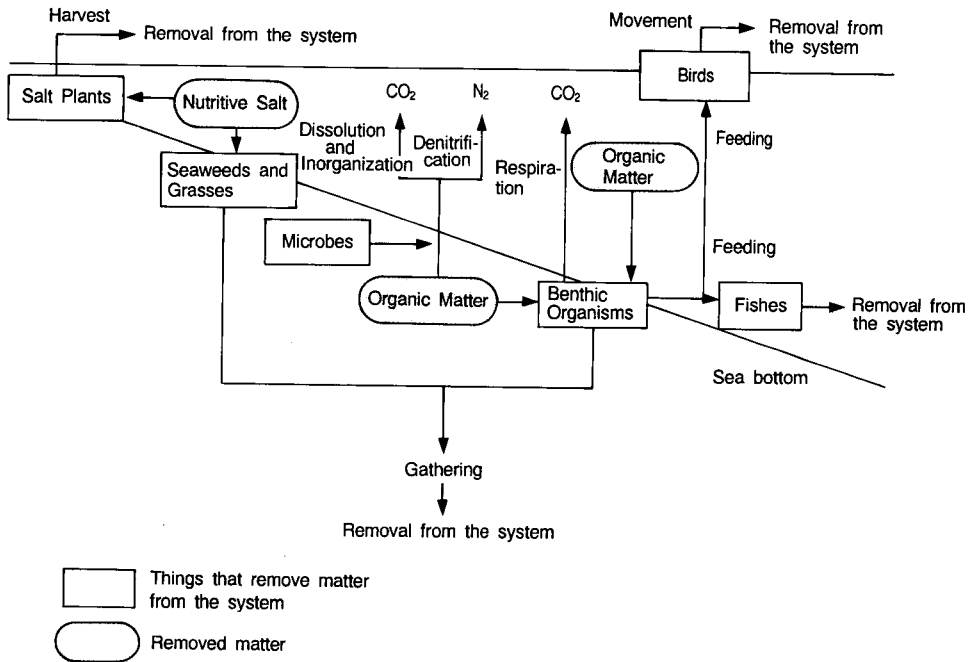 Harvest
Removal from the system
Movement
Removal from
the system
Birds
Salt Plants
Nutritive Salt
CO₂
N₂
CO₂
Dissolution
and
Inorganization
Denitrifi-
cation
Respira-
tion
Organic
Matter
Feeding
Seaweeds and
Grasses
Microbes
Feeding
Organic Matter
Benthic
Organisms
Fishes
Removal from
the system
Sea bottom
Gathering
Removal from the system
Things that remove matter
from the system
Removed matter